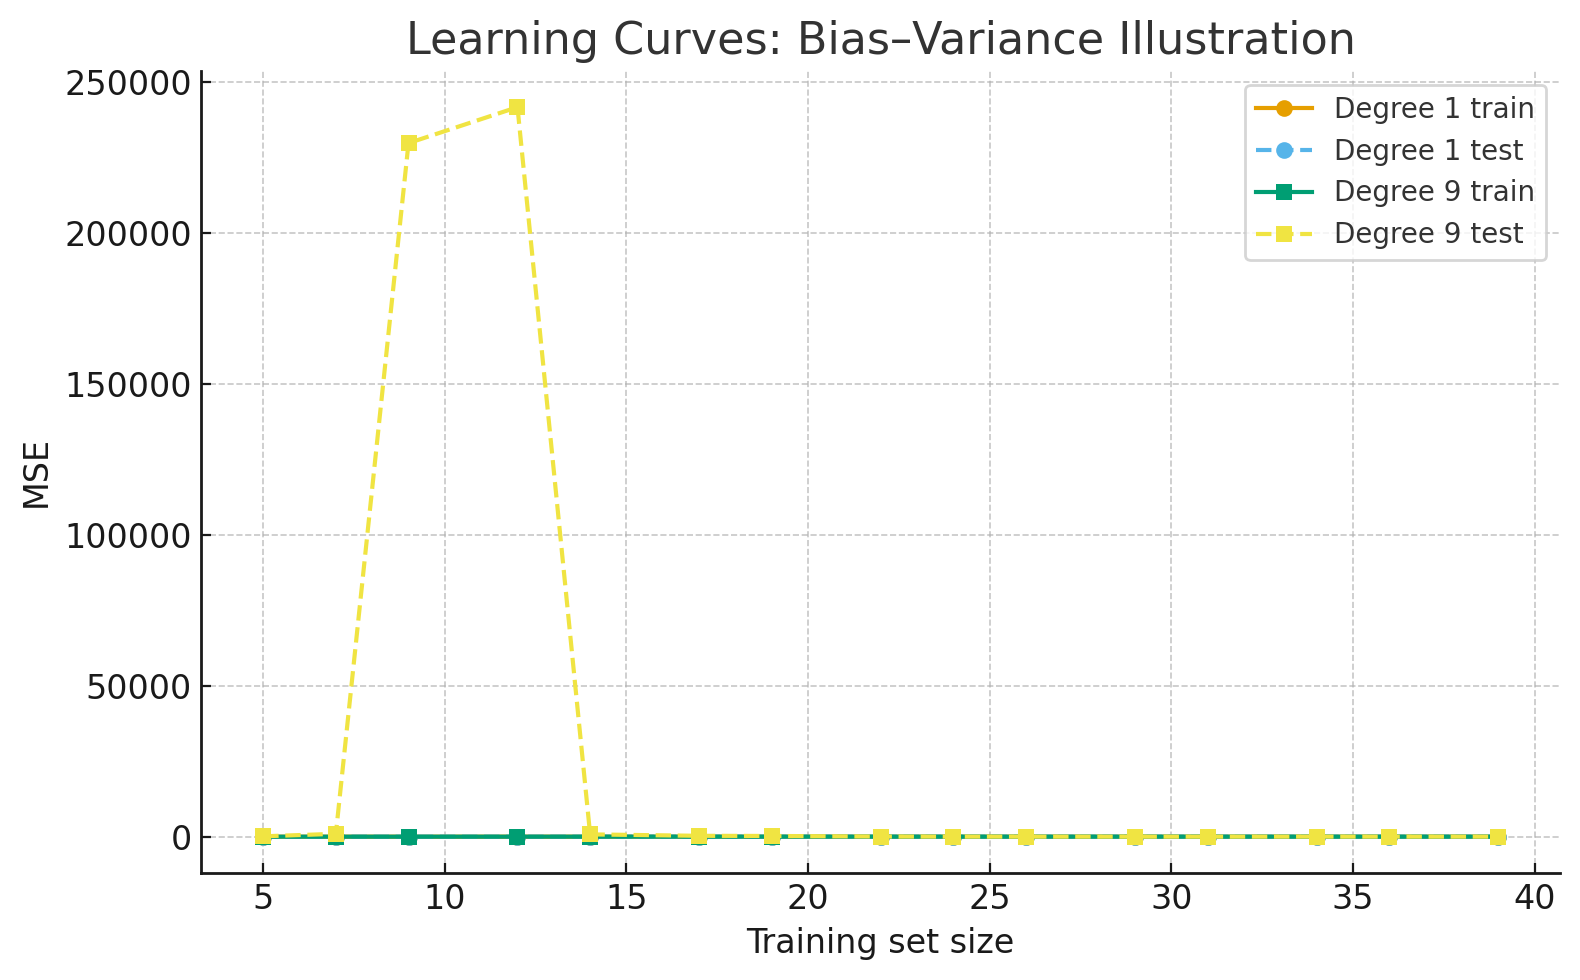 Learning Curves: Bias–Variance Illustration
250000
200000
150000
100000
50000
0
MSE
Degree 1 train
Degree 1 test
Degree 9 train
Degree 9 test
5 10 15 20 25 30 35 40
Training set size